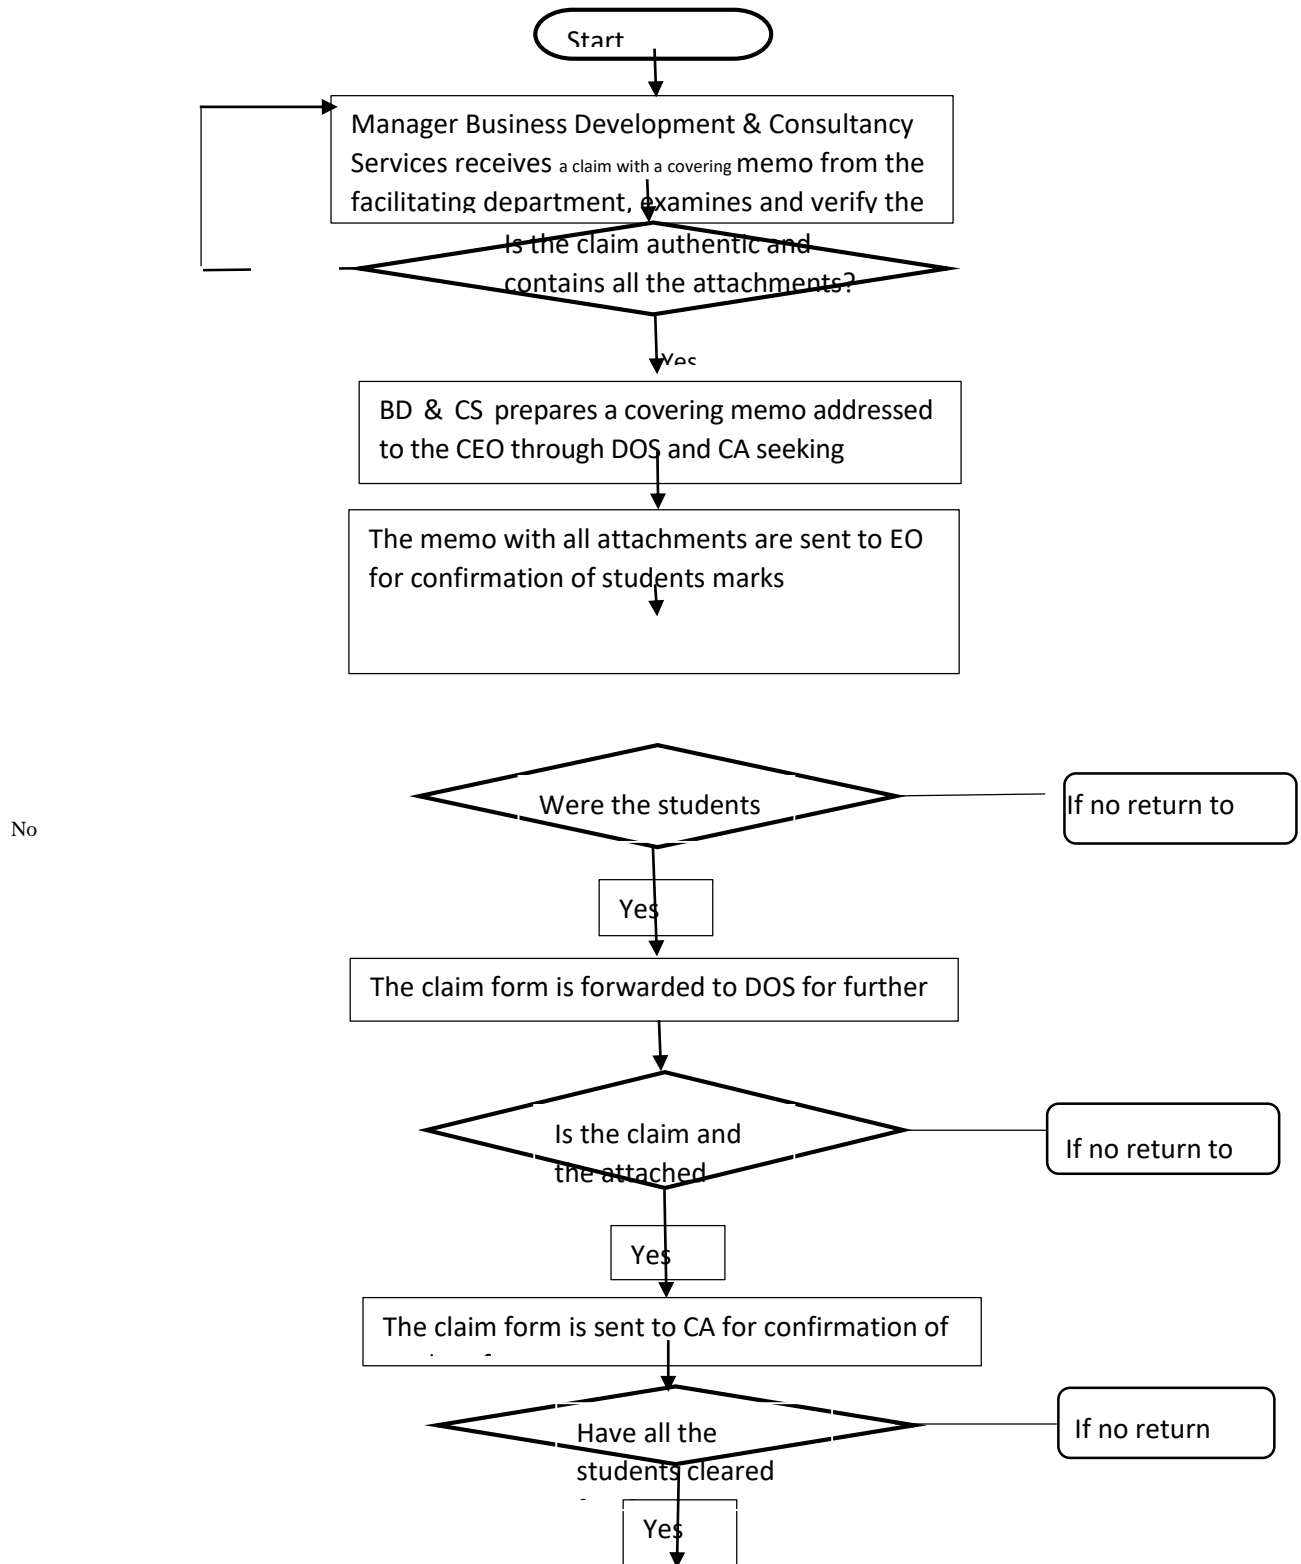 Start
Manager Business Development & Consultancy
Services receives a claim with a covering memo from the
facilitating department, examines and verify the
Is the claim authentic and
contains all the attachments?
Yes
BD & CS prepares a covering memo addressed
to the CEO through DOS and CA seeking
The memo with all attachments are sent to EO
for confirmation of students marks
Were the students
If no return to
No
Yes
The claim form is forwarded to DOS for further
Is the claim and
the attached
If no return to
Yes
The claim form is sent to CA for confirmation of
Have all the
students cleared
If no return
Yes